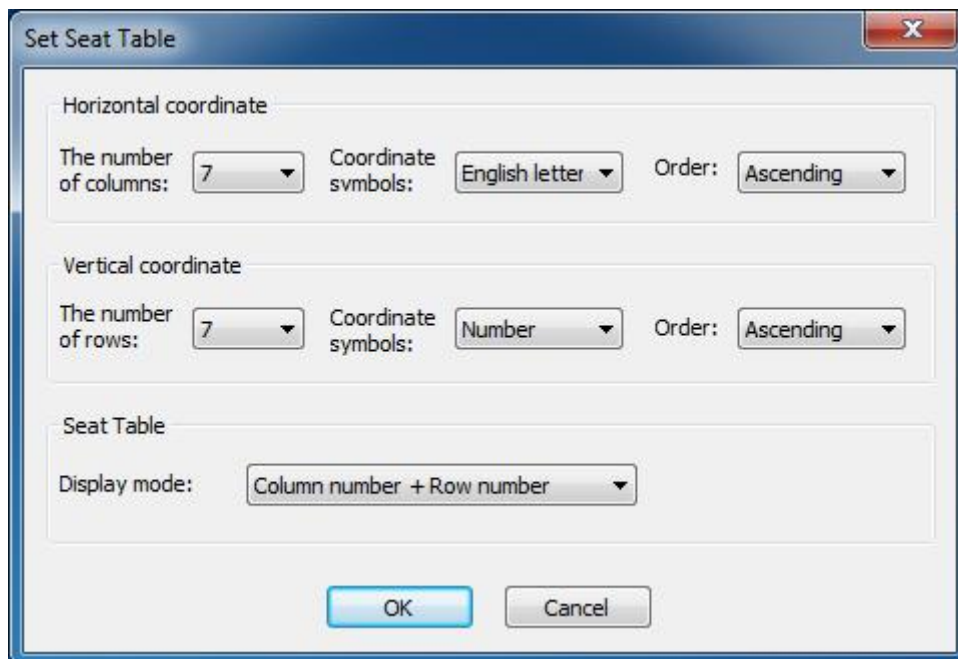 Set Seat Table
Horizontal coordinate
The number of columns: 7 Coordinate svmbols: English letter Order: Ascending
Vertical coordinate
The number of rows: 7 Coordinate symbols: Number Order: Ascending
Seat Table
Display mode: Column number + Row number
OK Cancel